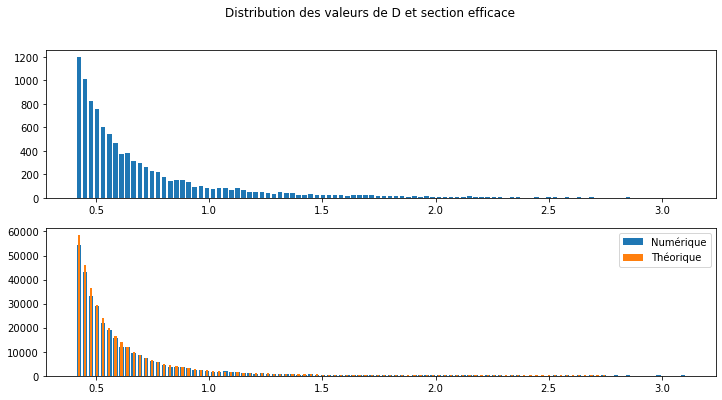 Distribution des valeurs de D et section efficace
1200
1000
800
600
400
200
0
0.5 1.0 1.5 2.0 2.5 3.0
60000
50000
40000
30000
20000
10000
0
Numérique
Théorique
0.5 1.0 1.5 2.0 2.5 3.0